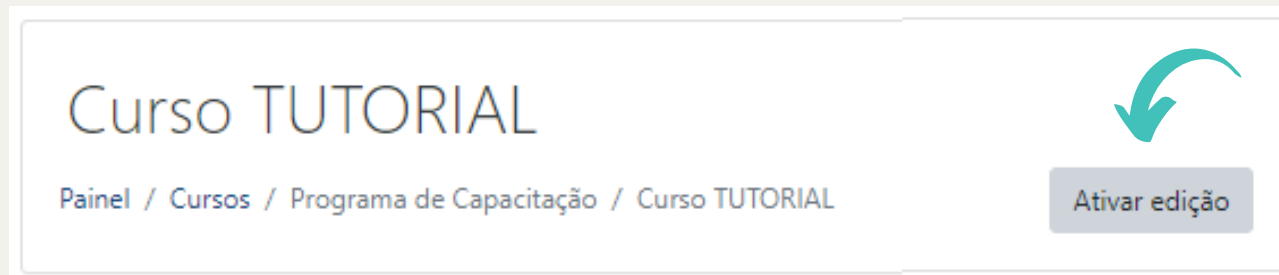 Curso TUTORIAL
Painel / Cursos / Programa de Capacitação / Curso TUTORIAL
Ativar edição